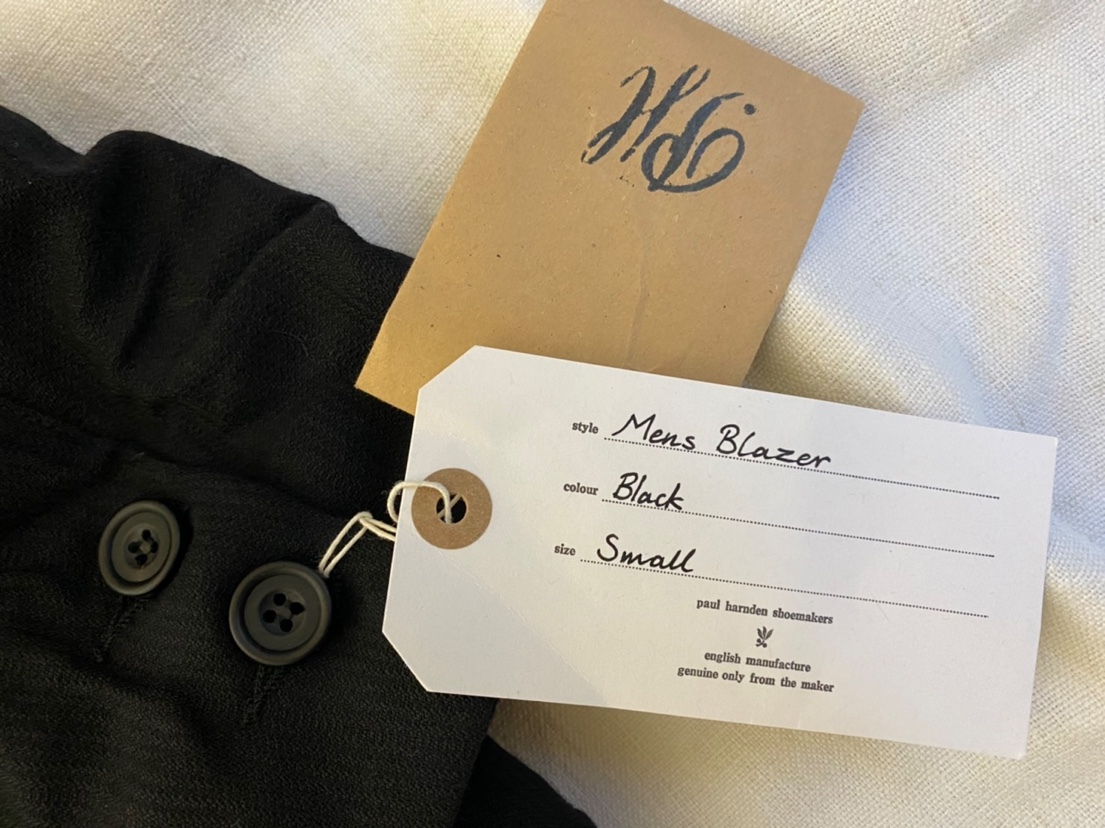 style Mens Blazer
colour Black
size Small
paul harnden shoemakers
english manufacture
genuine only from the maker